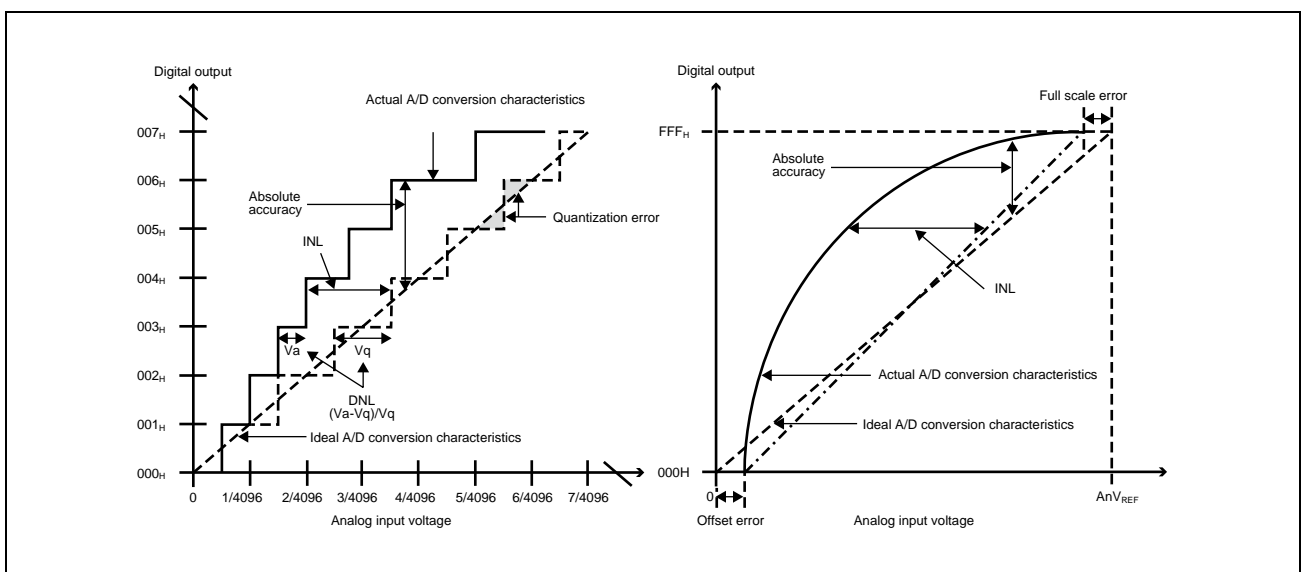 Digital output
Actual A/D conversion characteristics
007H
006H
Absolute
accuracy
Quantization error
005H
INL
004H
003H
Va
Vq
002H
DNL
(Va-Vq)/Vq
001H
Ideal A/D conversion characteristics
000H
0
1/4096
2/4096
3/4096
4/4096
5/4096
6/4096
7/4096
Analog input voltage
Digital output
Full scale error
FFFH
Absolute
accuracy
INL
Actual A/D conversion characteristics
Ideal A/D conversion characteristics
000H
0
AnVREF
Offset error
Analog input voltage